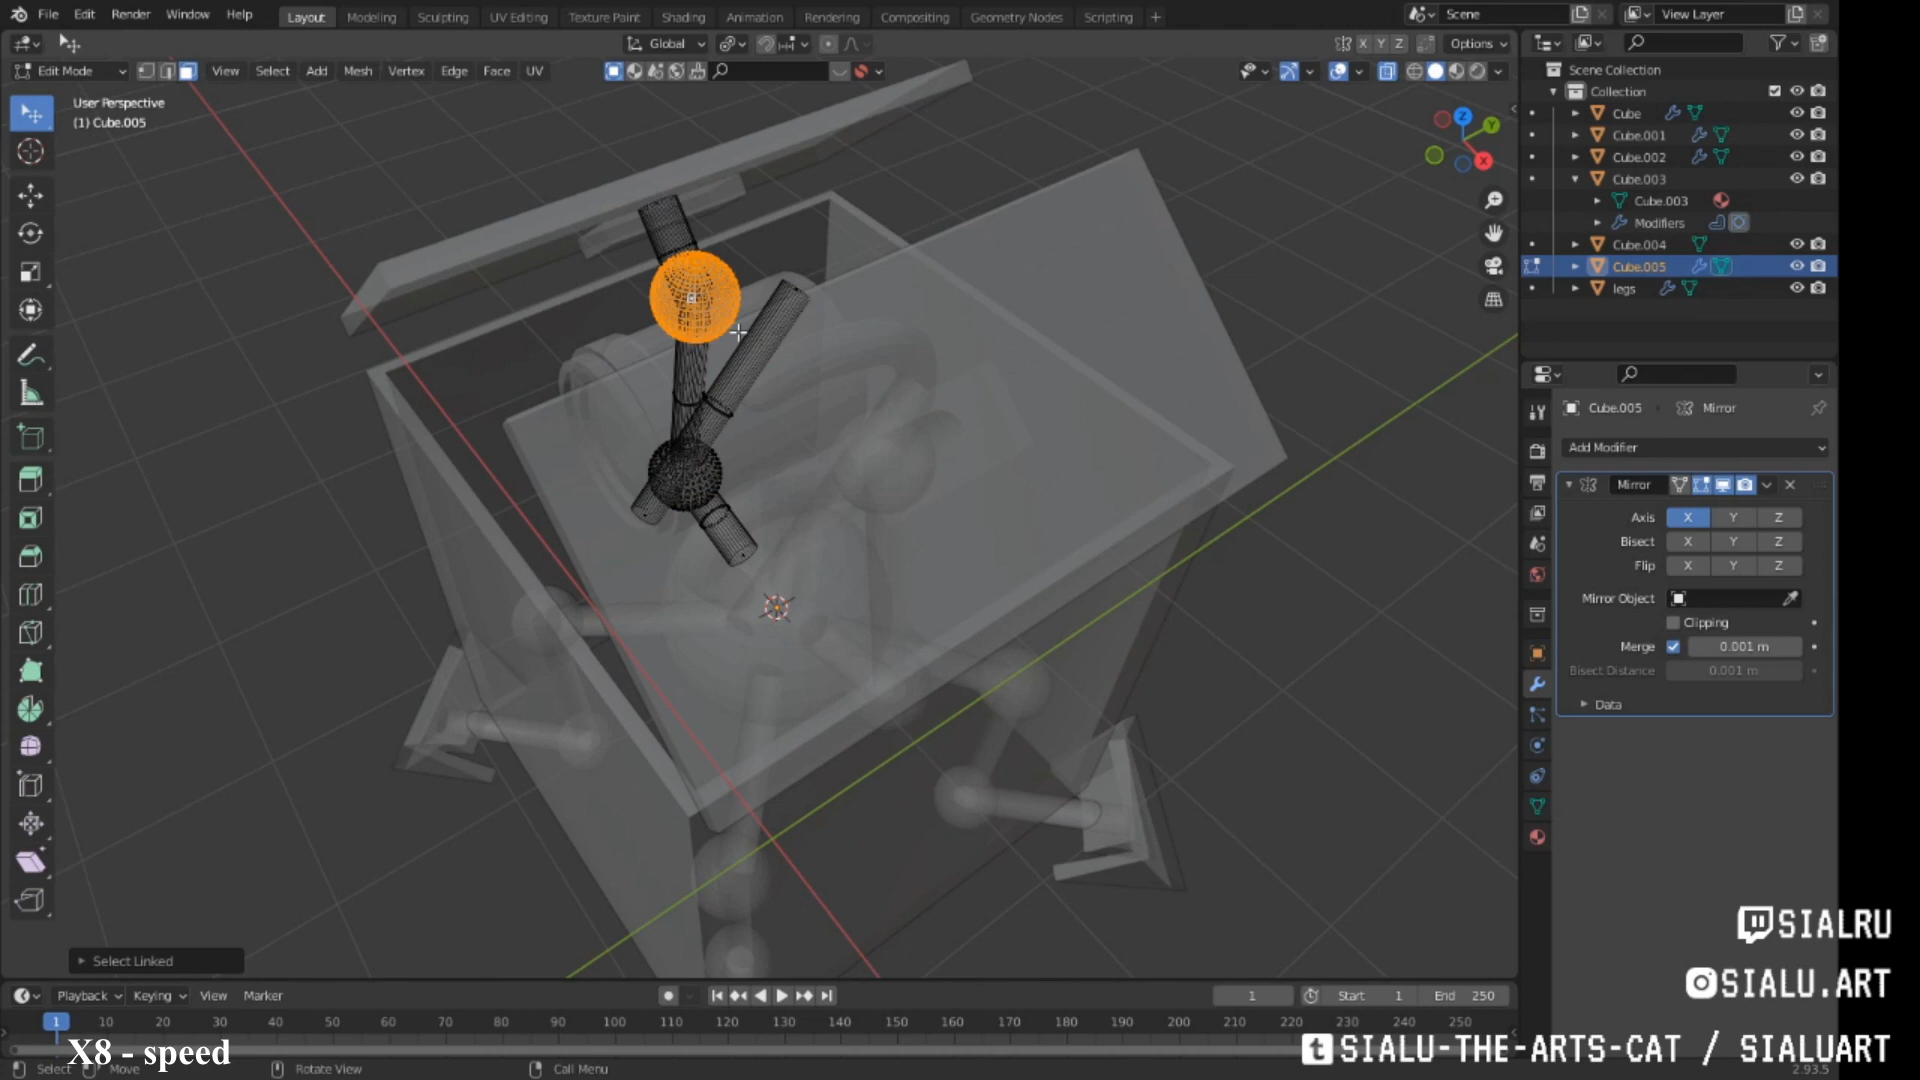 File Edit Render Window Help Layout Modeling Sculpting UV Editing Texture Paint Shading Animation Rendering Compositing Geometry Nodes Scripting + Scene View Layer
Global X Y Z Options
Edit Mode View Select Add Mesh Vertex Edge Face UV
User Perspective
(1) Cube.005
Z
Y
X
Scene Collection
Collection
Cube
Cube.001
Cube.002
Cube.003
Cube.003
Modifiers
Cube.004
Cube.005
legs
Cube.005 Mirror
Add Modifier
Mirror
Axis X Y Z
Bisect X Y Z
Flip X Y Z
Mirror Object
Clipping
Merge 0.001 m
Bisect Distance 0.001 m
Data
Select Linked
Playback Keying View Marker 1 Start 1 End 250
1 10 20 30 40 50 60 70 80 90 100 110 120 130 140 150 160 170 180 190 200 210 220 230 240 250
X8 - speed
Select Move Rotate View Call Menu 2.93.5
SIALRU
SIALU.ART
SIALU-THE-ARTS-CAT / SIALUART